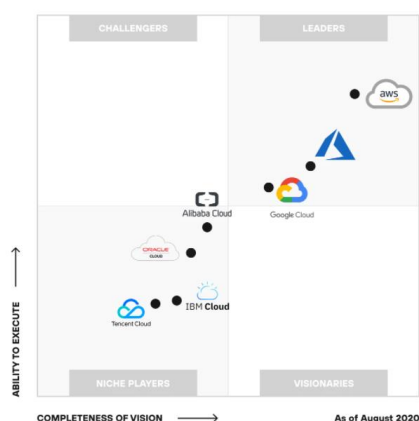 CHALLENGERS
LEADERS
aws
Alibaba Cloud
Google Cloud
ORACLE
CLOUD
IBM Cloud
Tencent Cloud
ABILITY TO EXECUTE
NICHE PLAYERS
VISIONARIES
COMPLETENESS OF VISION
As of August 2020